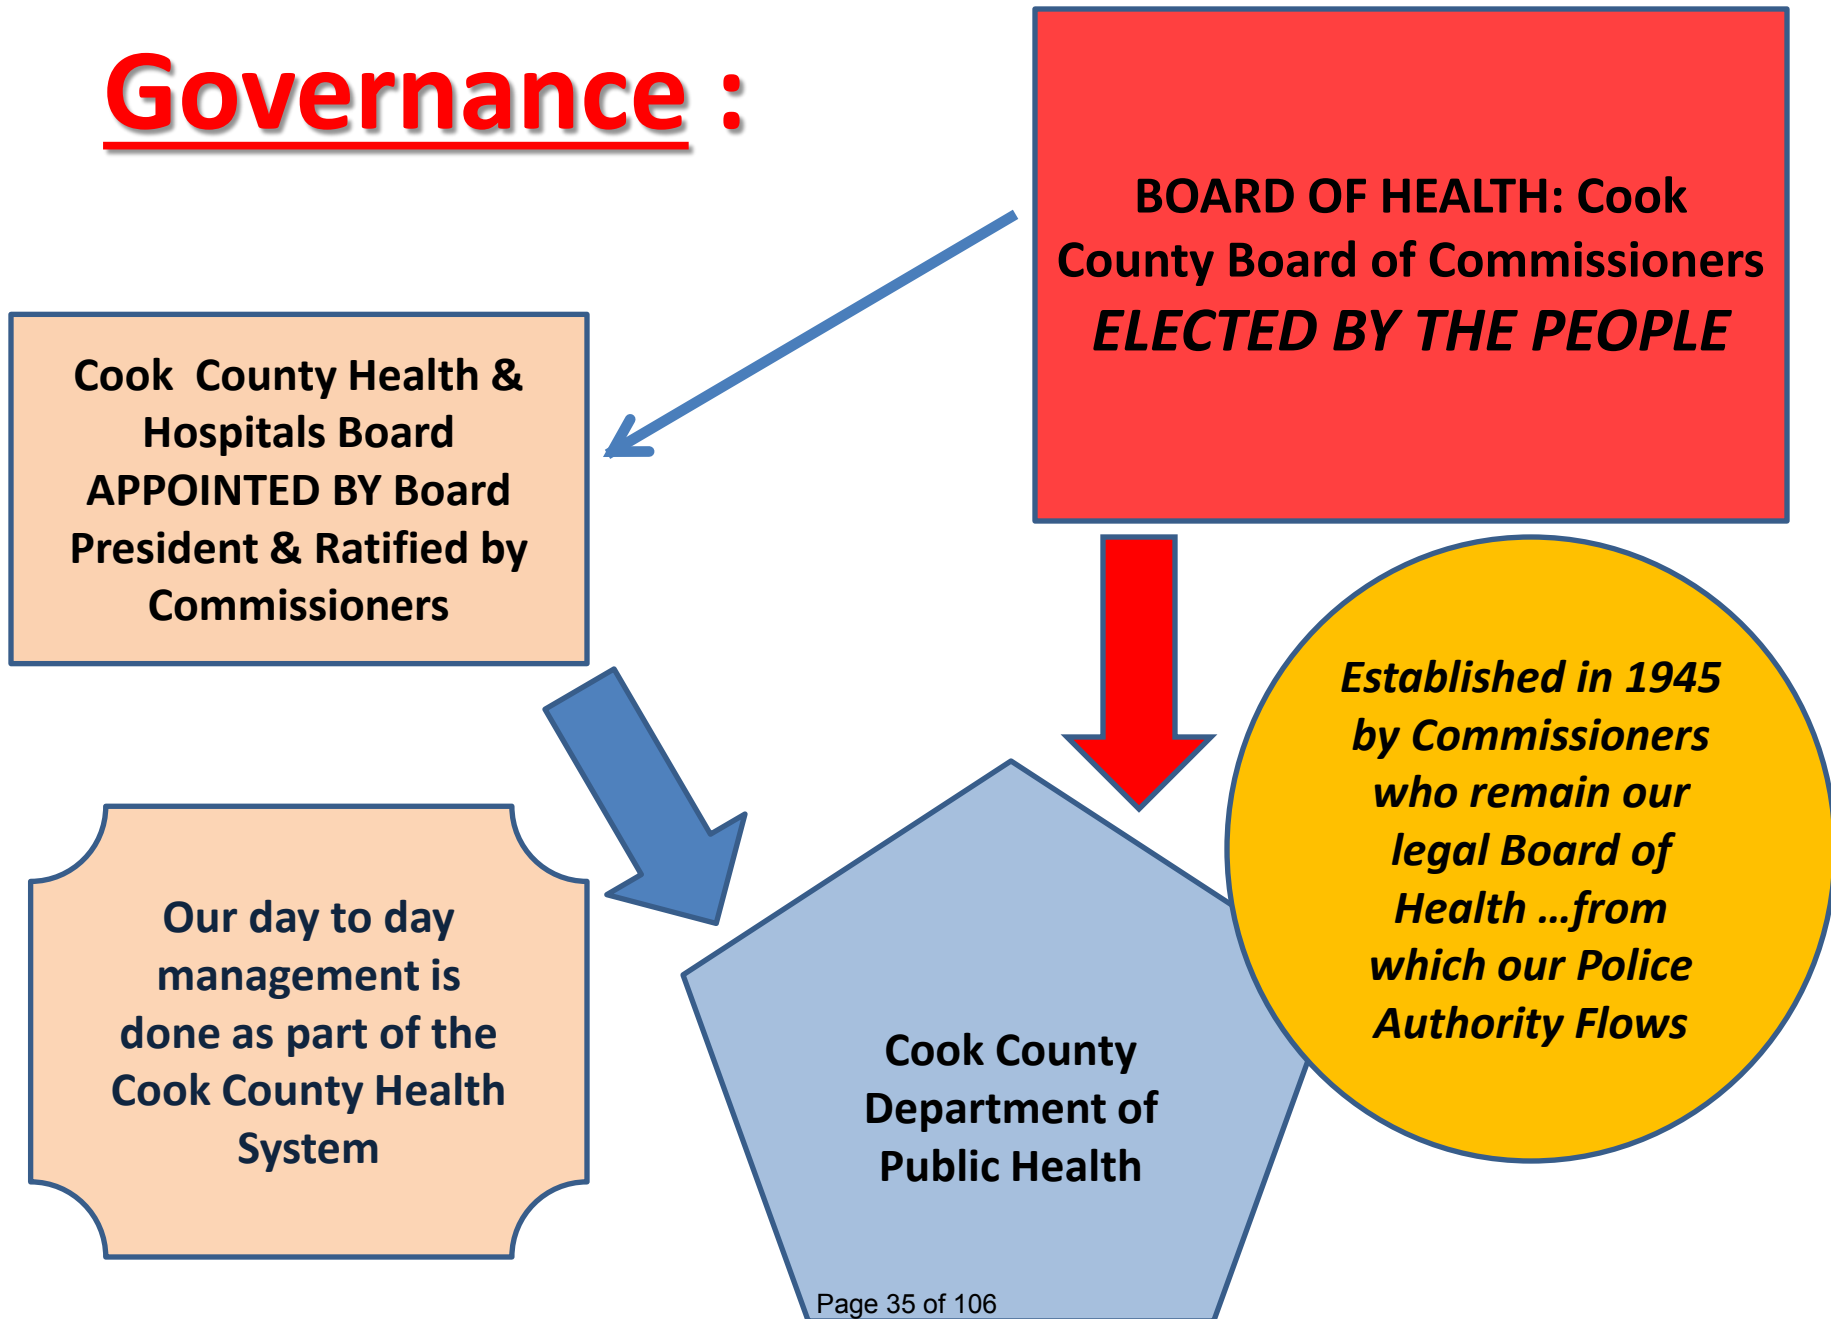 Governance :
BOARD OF HEALTH: Cook
County Board of Commissioners
ELECTED BY THE PEOPLE
Cook County Health &
Hospitals Board
APPOINTED BY Board
President & Ratified by
Commissioners
Established in 1945
by Commissioners
who remain our
legal Board of
Health ...from
which our Police
Authority Flows
Our day to day
management is
done as part of the
Cook County Health
System
Cook County
Department of
Public Health
Page 35 of 106